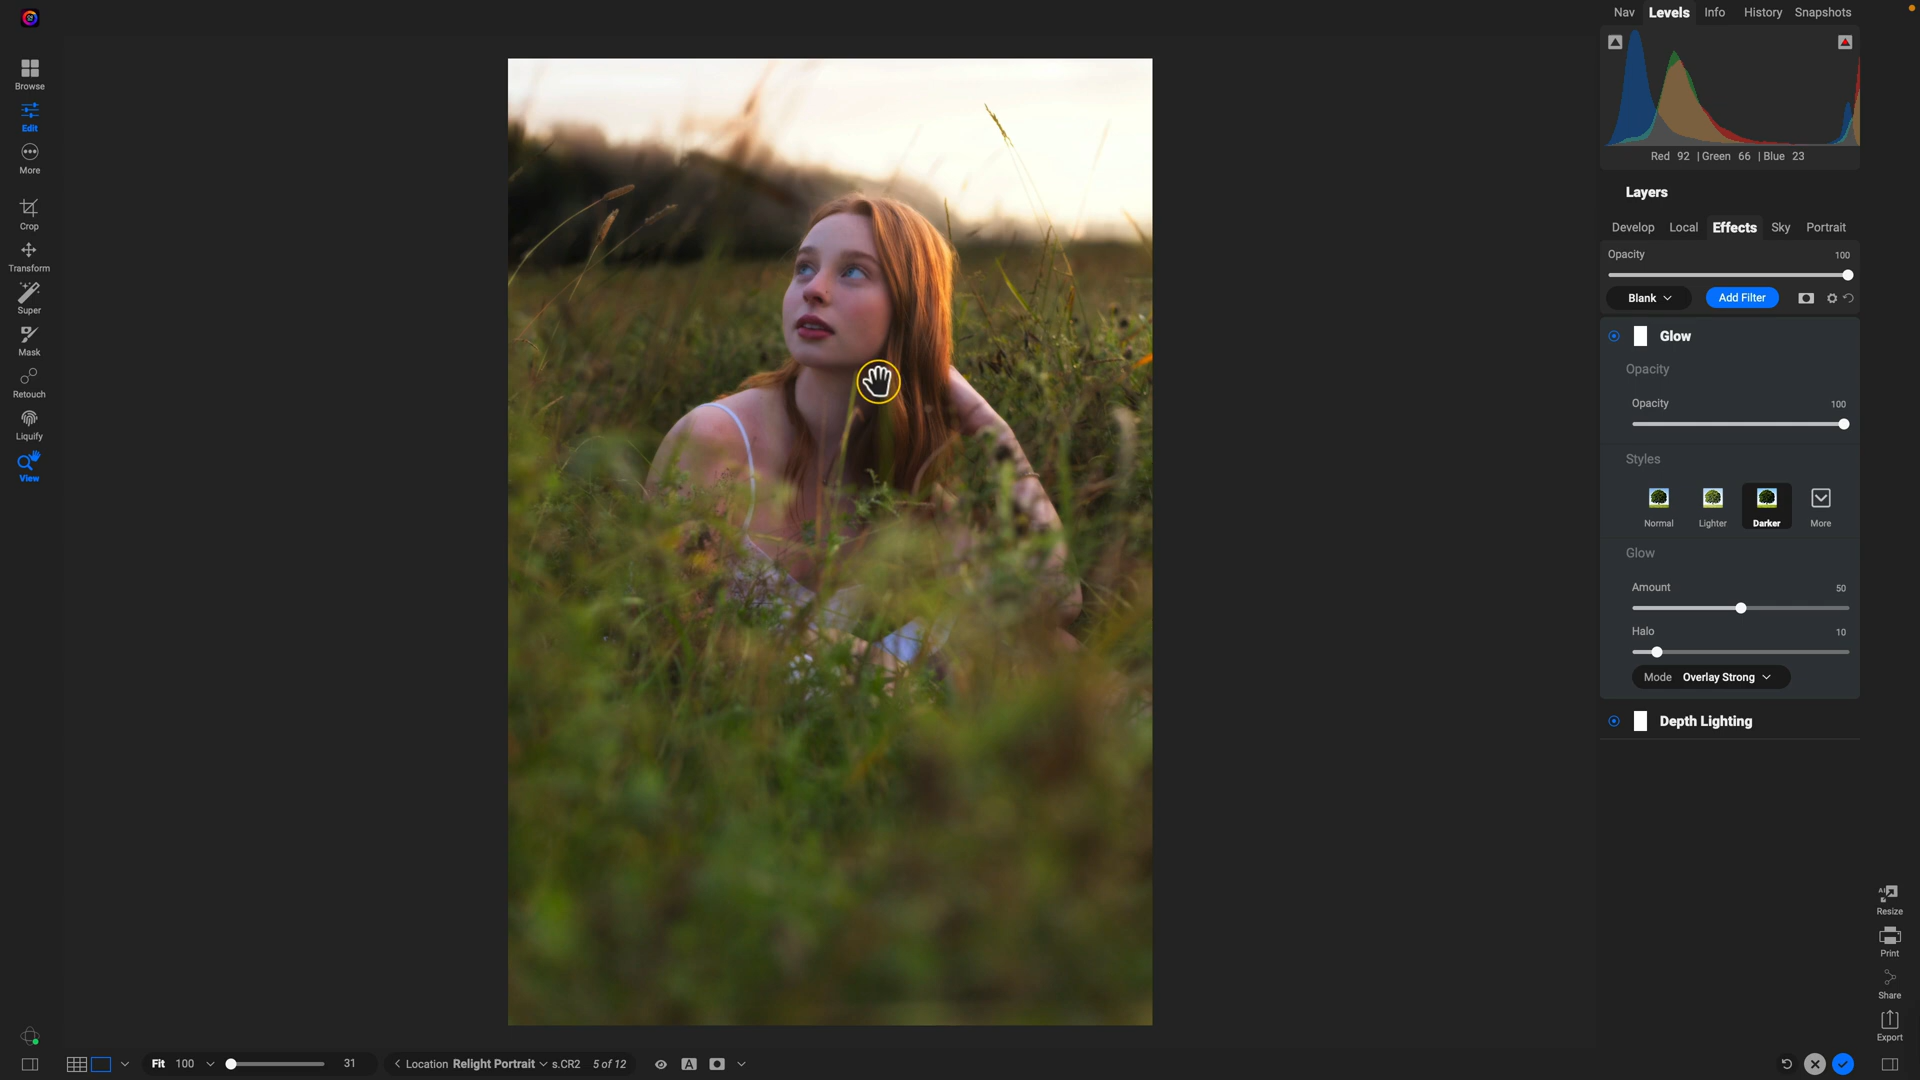 Nav Levels Info History Snapshots
Red 92 | Green 66 | Blue 23
Layers
Develop Local Effects Sky Portrait
Opacity 100
Blank Add Filter
Glow
Opacity
Opacity 100
Styles
Normal Lighter Darker More
Glow
Amount 50
Halo 10
Mode Overlay Strong
Depth Lighting
Browse
Edit
More
Crop
Transform
Super
Mask
Retouch
Liquify
View
Resize
Print
Share
Export
Fit 100 31 Location Relight Portrait s.CR2 5 of 12 A